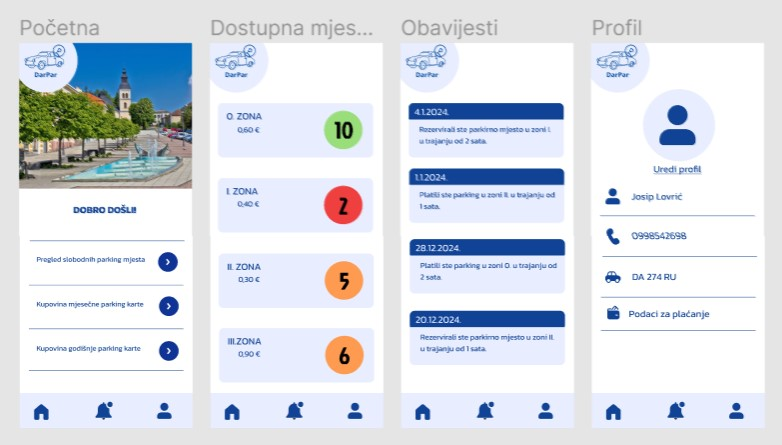 Početna
DarPar
DOBRO DOŠLI!
Pregled slobodnih parking mjesta
Kupovina mjesečne parking karte
Kupovina godišnje parking karte
Dostupna mjes...
DarPar
O. ZONA
0,60 €
10
I. ZONA
0,40 €
2
II. ZONA
0,30 €
5
III.ZONA
0,90 €
6
Obavijesti
DarPar
4.1.2024.
Rezervirali ste parkirno mjesto u zoni I.
u trajanju od 2 sata.
1.1.2024.
Platili ste parking u zoni II. u trajanju od
1 sata.
28.12.2024.
Platili ste parking u zoni O. u trajanju od
2 sata.
20.12.2024.
Rezervirali ste parkirno mjesto u zoni II.
u trajanju od 1 sata.
Profil
DarPar
Uredi profil
Josip Lovrić
0998542698
DA 274 RU
Podaci za plaćanje